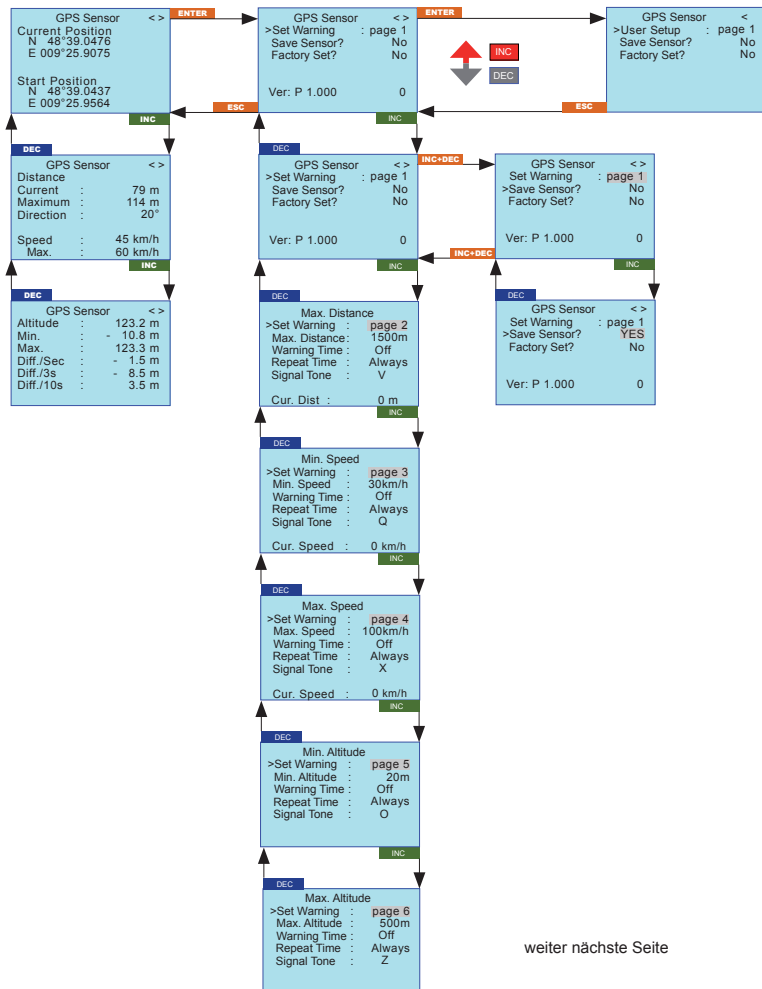 GPS Sensor < >
Current Position
N 48°39.0476
E 009°25.9075
Start Position
N 48°39.0437
E 009°25.9564
ENTER
GPS Sensor < >
>Set Warning : page 1
Save Sensor? No
Factory Set? No
Ver: P 1.000 0
ENTER
INC
DEC
GPS Sensor <
>User Setup : page 1
Save Sensor? No
Factory Set? No
ESC
ESC
INC
INC
DEC
GPS Sensor < >
Distance
Current : 79 m
Maximum : 114 m
Direction : 20°
Speed : 45 km/h
Max. : 60 km/h
INC
DEC
GPS Sensor < >
Altitude : 123.2 m
Min. : - 10.8 m
Max. : 123.3 m
Diff./Sec : - 1.5 m
Diff./3s : - 8.5 m
Diff./10s : 3.5 m
DEC
GPS Sensor < >
>Set Warning : page 1
Save Sensor? No
Factory Set? No
Ver: P 1.000 0
INC+DEC
INC+DEC
INC
GPS Sensor < >
Set Warning : page 1
>Save Sensor? No
Factory Set? No
Ver: P 1.000 0
INC
DEC
GPS Sensor < >
Set Warning : page 1
>Save Sensor? YES
Factory Set? No
Ver: P 1.000 0
DEC
Max. Distance
>Set Warning : page 2
Max. Distance : 1500m
Warning Time : Off
Repeat Time : Always
Signal Tone : V
Cur. Dist : 0 m
INC
DEC
Min. Speed
>Set Warning : page 3
Min. Speed : 30km/h
Warning Time : Off
Repeat Time : Always
Signal Tone : Q
Cur. Speed : 0 km/h
INC
DEC
Max. Speed
>Set Warning : page 4
Max. Speed : 100km/h
Warning Time : Off
Repeat Time : Always
Signal Tone : X
Cur. Speed : 0 km/h
INC
DEC
Min. Altitude
>Set Warning : page 5
Min. Altitude : 20m
Warning Time : Off
Repeat Time : Always
Signal Tone : O
INC
DEC
Max. Altitude
>Set Warning : page 6
Max. Altitude : 500m
Warning Time : Off
Repeat Time : Always
Signal Tone : Z
weiter nächste Seite